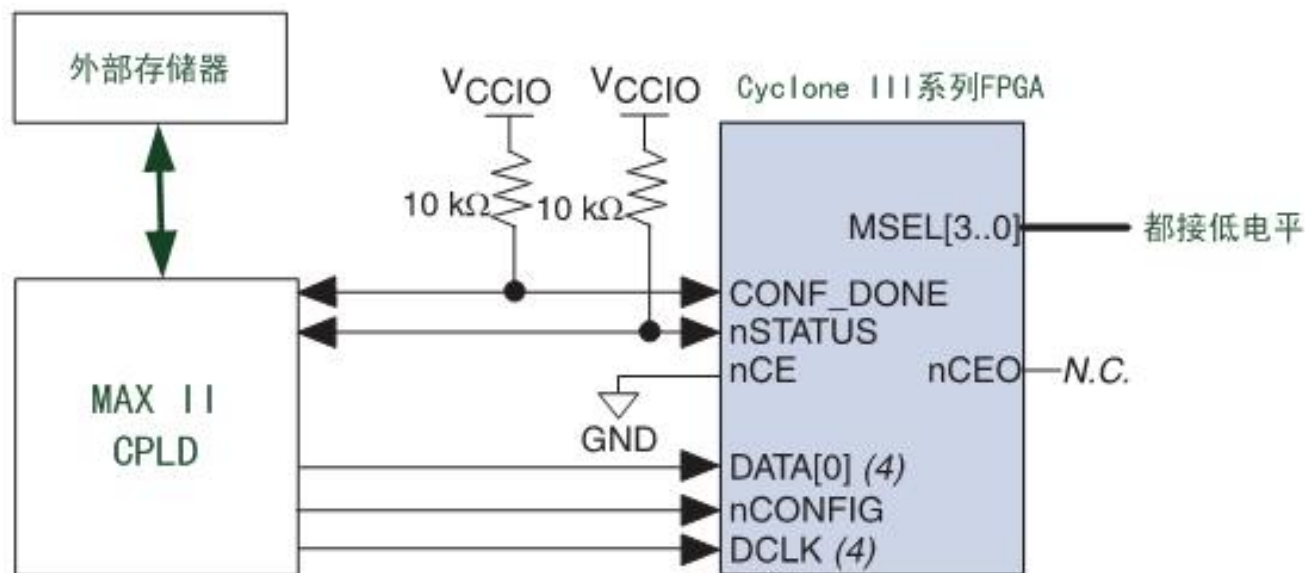 外部存储器
VCCIO
VCCIO
Cyclone III系列FPGA
10 kΩ
10 kΩ
MSEL[3..0]
都接低电平
CONF_DONE
nSTATUS
nCE
nCEO
N.C.
MAX II
CPLD
GND
DATA[0] (4)
nCONFIG
DCLK (4)